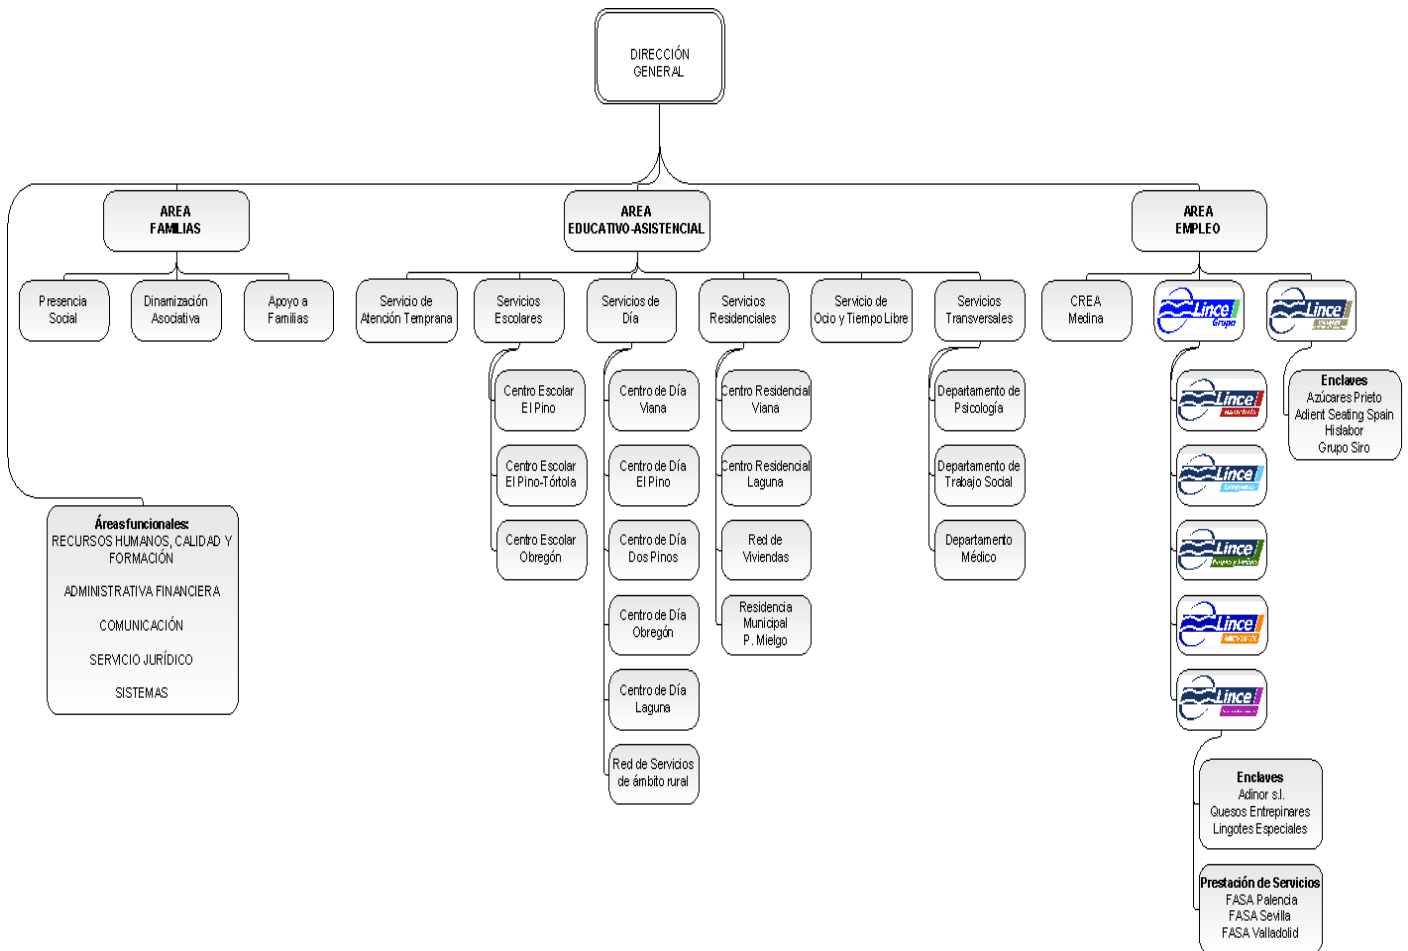 DIRECCIÓN
GENERAL
AREA
FAMILIAS
AREA
EDUCATIVO-ASISTENCIAL
AREA
EMPLEO
Presencia
Social
Dinamización
Asociativa
Apoyo a
Familias
Servicio de
Atención Temprana
Servicios
Escolares
Servicios de
Día
Servicios
Residenciales
Servicio de
Ocio y Tiempo Libre
Servicios
Transversales
CREA
Medina
Lince
Grupo
Lince
Centro Escolar
El Pino
Centro Escolar
El Pino-Tórtola
Centro Escolar
Obregón
Centro de Día
Viana
Centro de Día
El Pino
Centro de Día
Dos Pinos
Centro de Día
Obregón
Centro de Día
Laguna
Red de Servicios
de ámbito rural
Centro Residencial
Viana
Centro Residencial
Laguna
Red de
Viviendas
Residencia
Municipal
P. Mielgo
Departamento de
Psicología
Departamento de
Trabajo Social
Departamento
Médico
Lince
Lince
Lince
Lince
Lince
Enclaves
Azúcares Prieto
Adient Seating Spain
Hislabor
Grupo Siro
Áreas funcionales:
RECURSOS HUMANOS, CALIDAD Y
FORMACIÓN
ADMINISTRATIVA FINANCIERA
COMUNICACIÓN
SERVICIO JURÍDICO
SISTEMAS
Enclaves
Adinor s.l.
Quesos Entrepinares
Lingotes Especiales
Prestación de Servicios
FASA Palencia
FASA Sevilla
FASA Valladolid